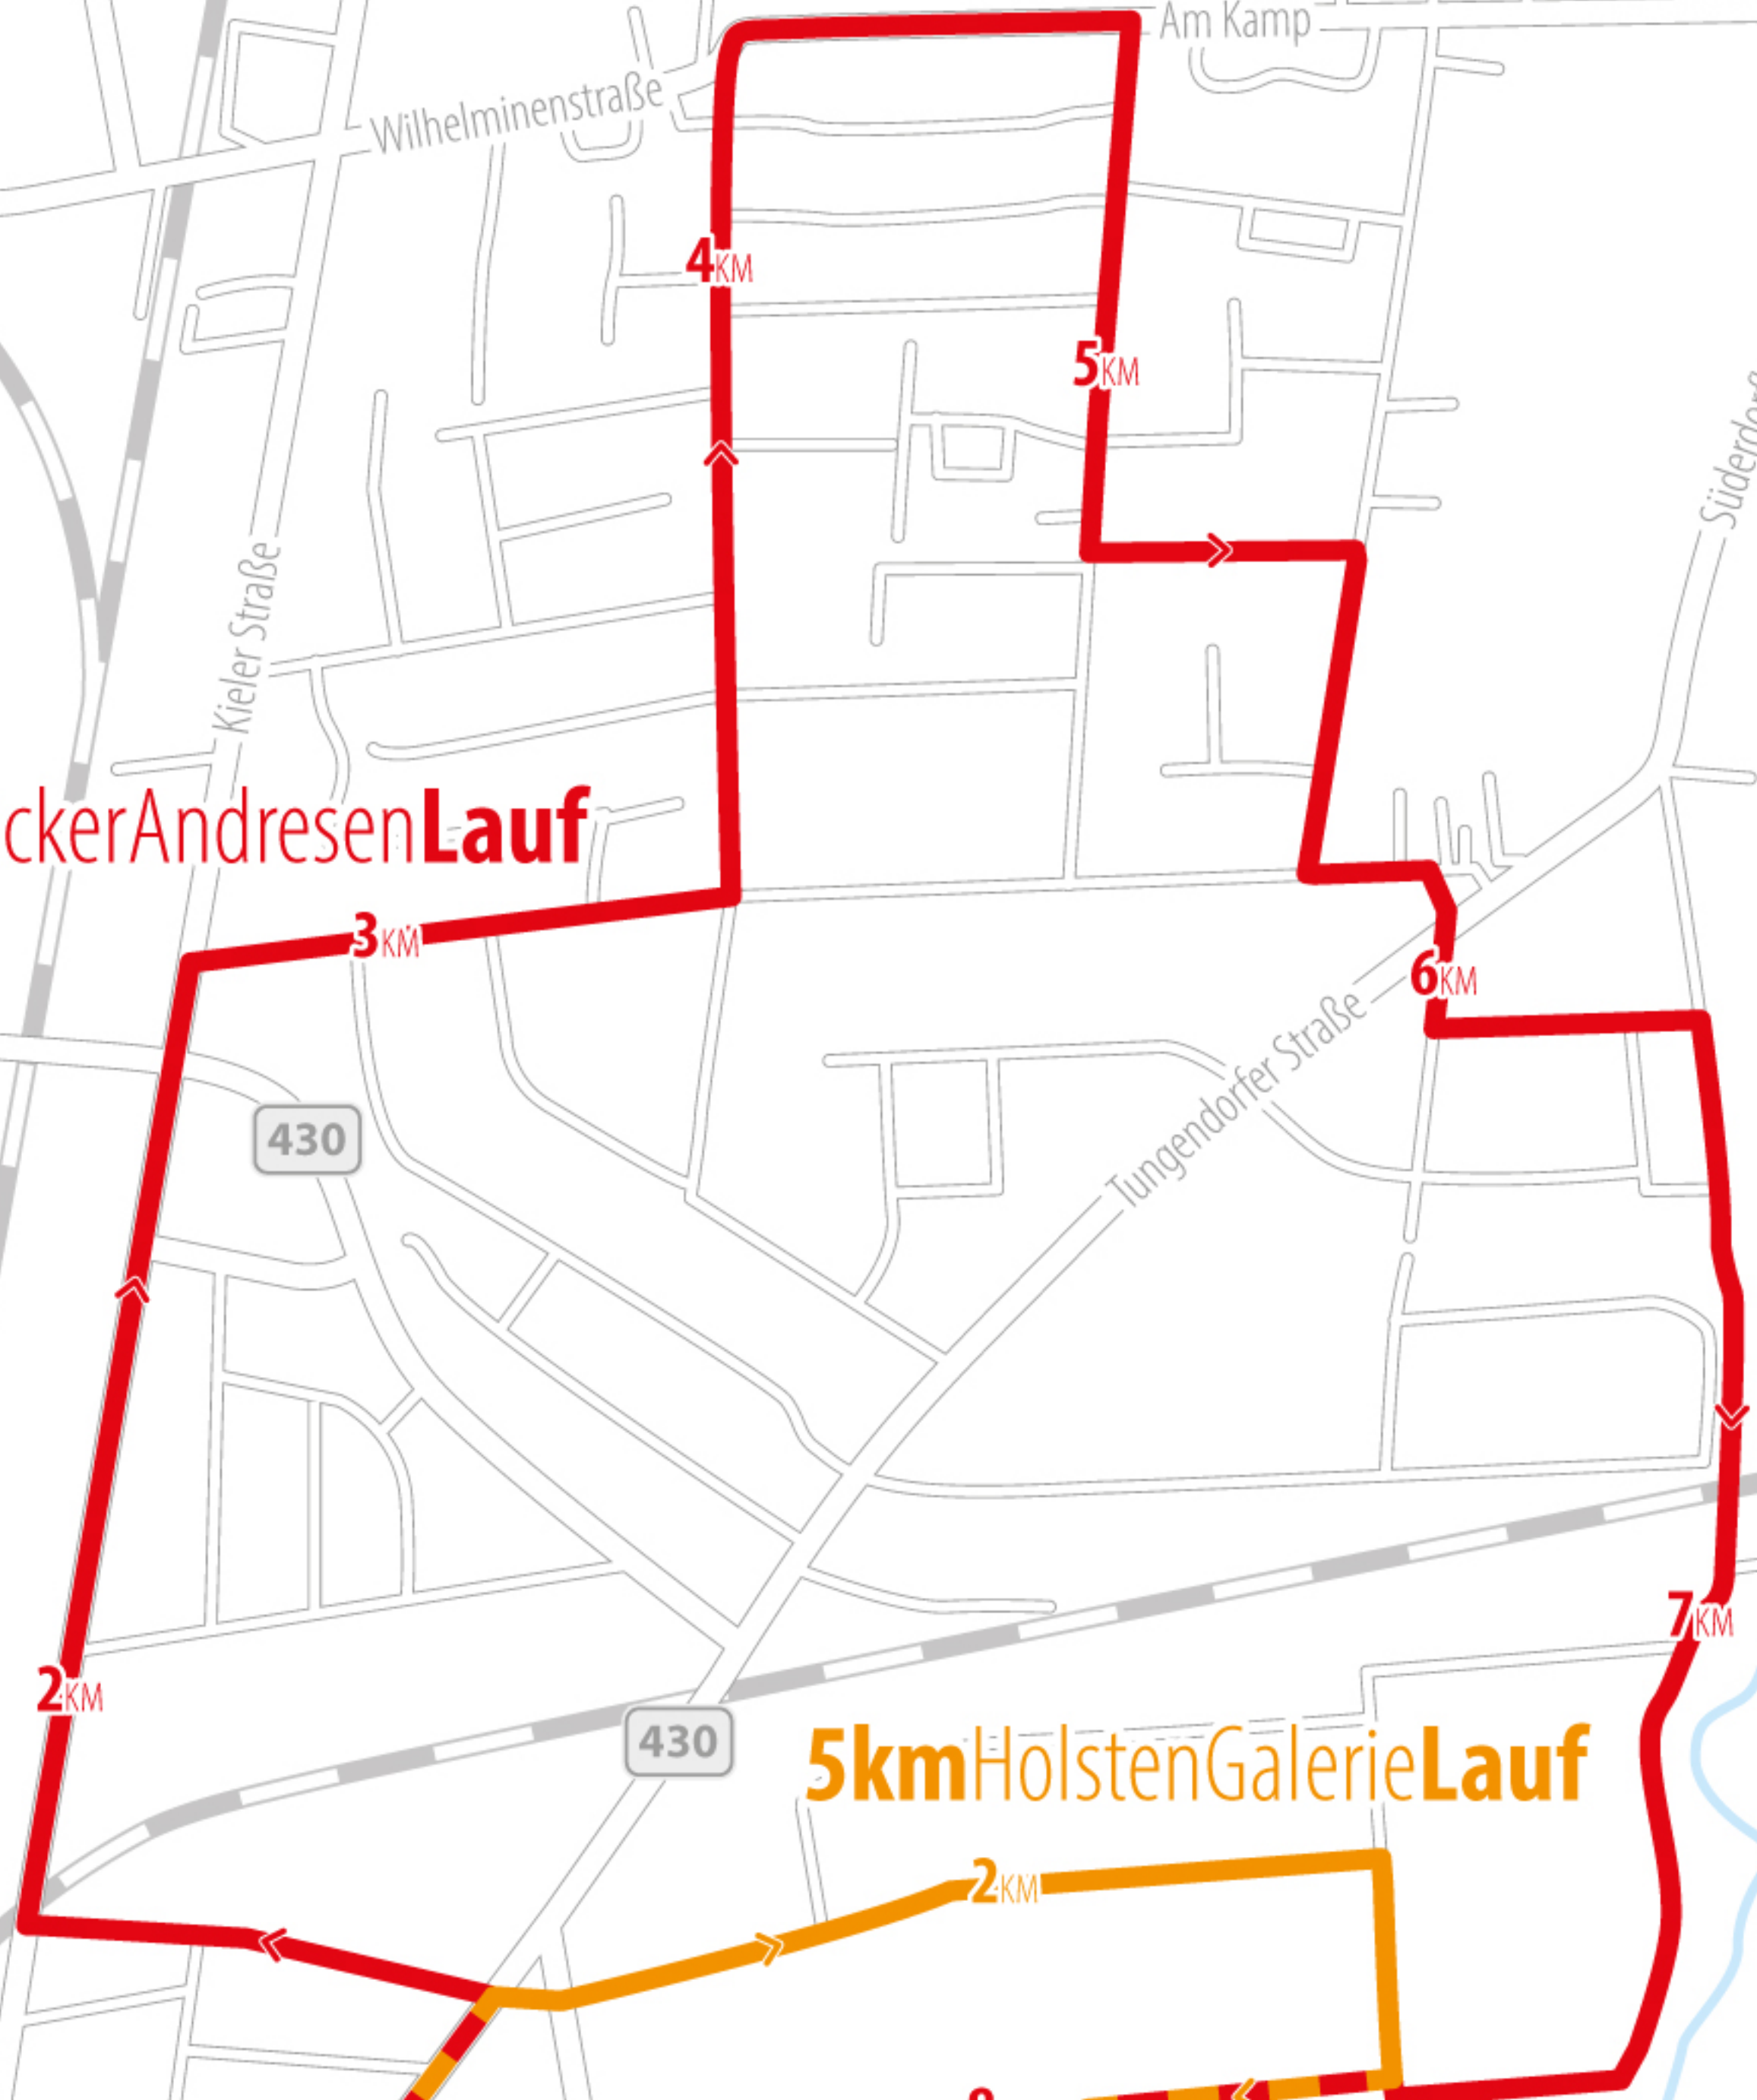 Am Kamp
Wilhelminenstraße
4KM
5KM
Kieler Straße
ckerAndresenLauf
3KM
6KM
Tungendorfer Straße
430
2KM
7KM
430
5kmHolstenGalerieLauf
2KM